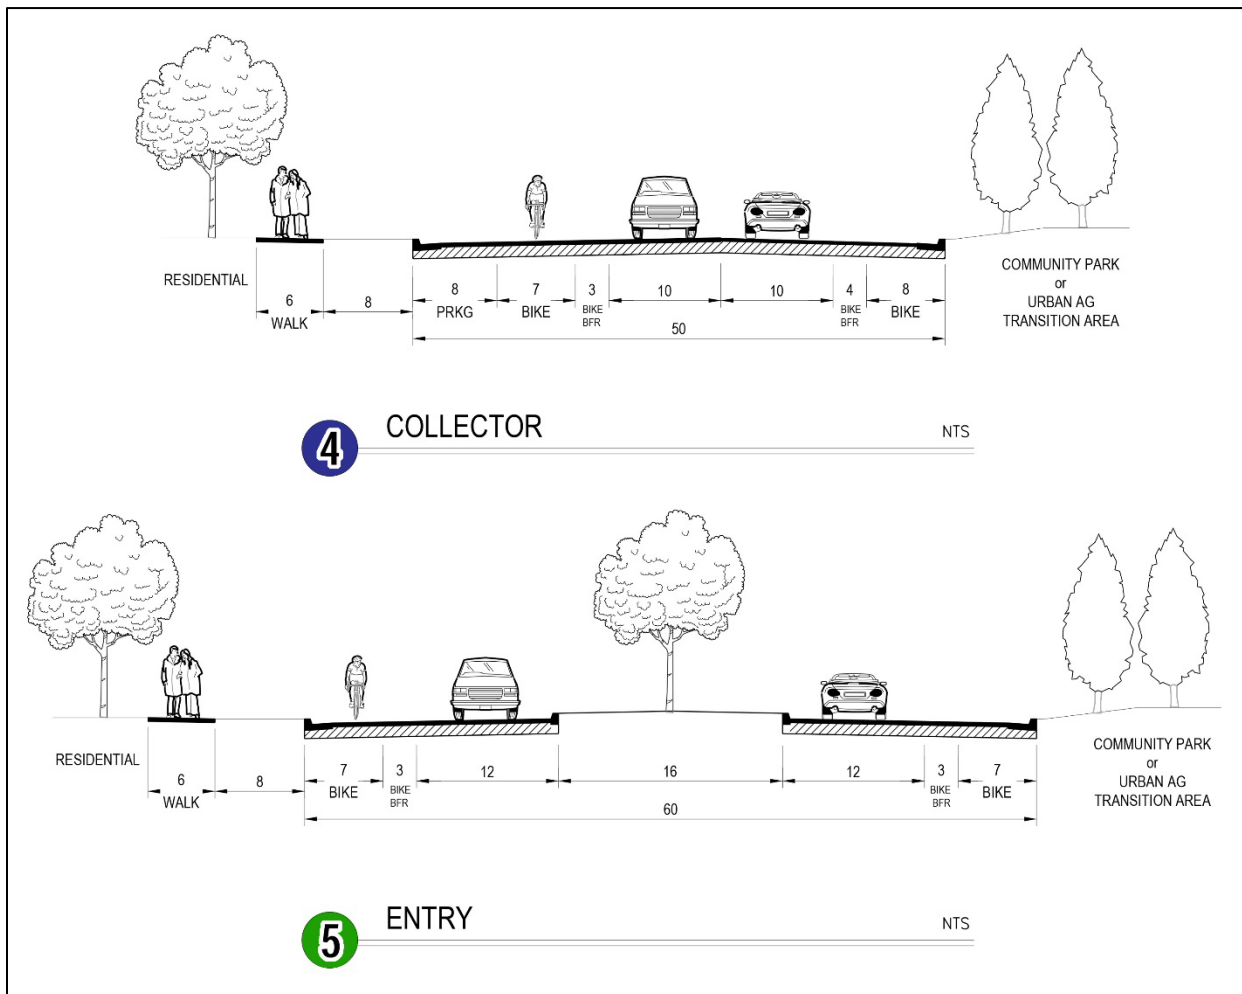 RESIDENTIAL
6
WALK
8
8
PRKG
7
BIKE
3
BIKE
BFR
10
10
4
BIKE
BFR
8
BIKE
50
COMMUNITY PARK
or
URBAN AG
TRANSITION AREA
4
COLLECTOR
NTS
RESIDENTIAL
6
WALK
8
7
BIKE
3
BIKE
BFR
12
16
12
3
BIKE
BFR
7
BIKE
60
COMMUNITY PARK
or
URBAN AG
TRANSITION AREA
5
ENTRY
NTS